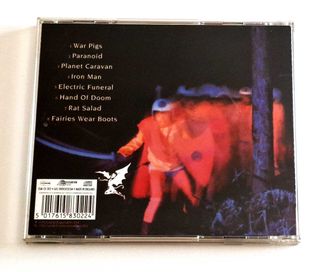 War Pigs
Paranoid
Planet Caravan
Iron Man
Electric Funeral
Hand Of Doom
Rat Salad
Fairies Wear Boots
5 017615 830224